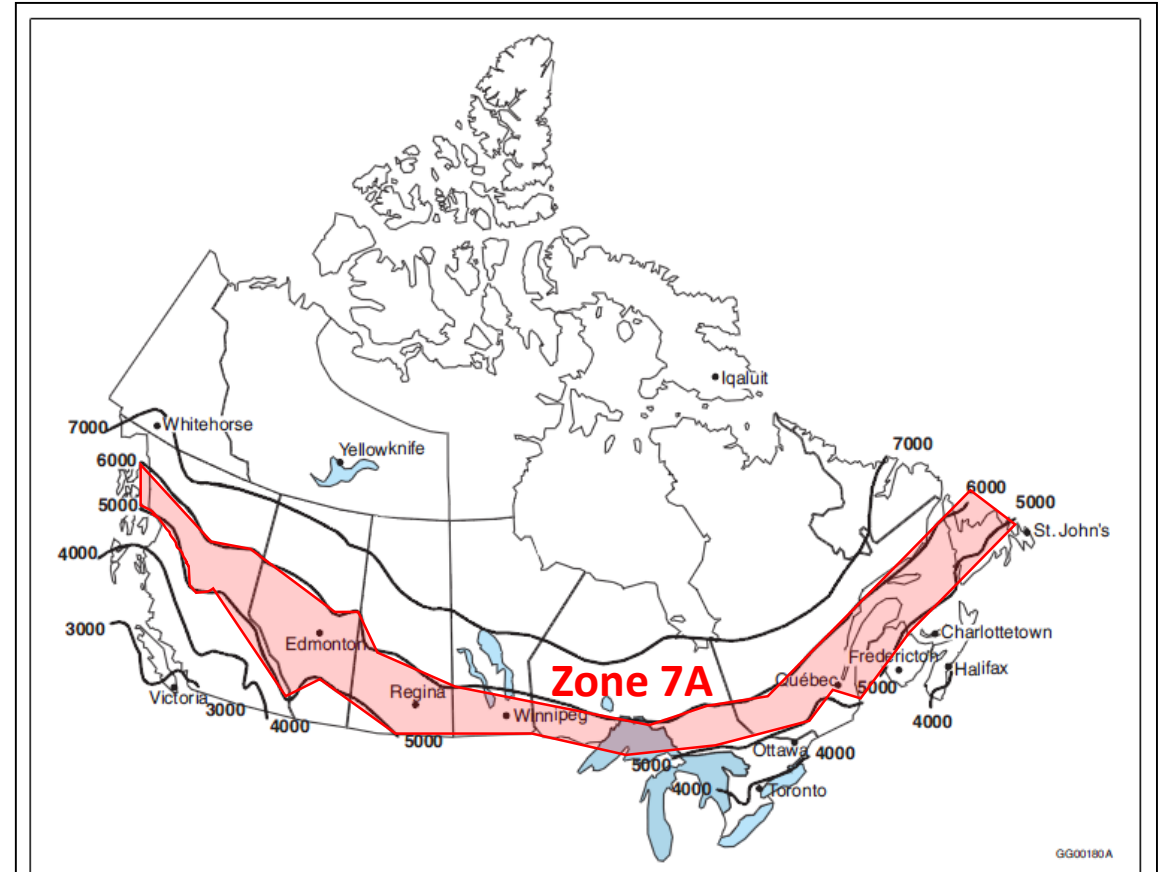 Iqaluit
7000
Whitehorse
Yellowknife
7000
6000
6000
5000
5000
St. John's
4000
3000
Charlottetown
Edmonton
Fredericton
Halifax
Zone 7A
Québec
5000
Regina
Victoria
3000
Winnipeg
4000
4000
5000
Ottawa
4000
5000
4000
Toronto
GG00180A